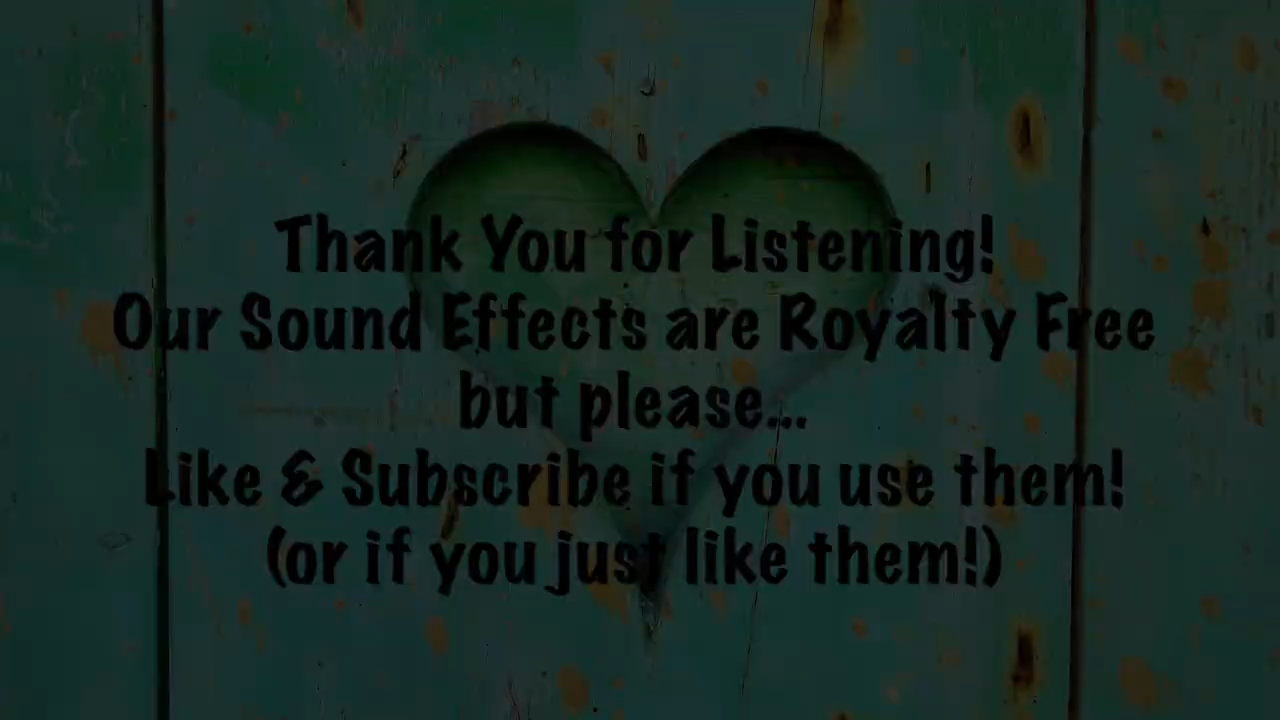 Thank You for Listening!
Our Sound Effects are Royalty Free
but please...
Like & Subscribe if you use them!
(or if you just like them!)